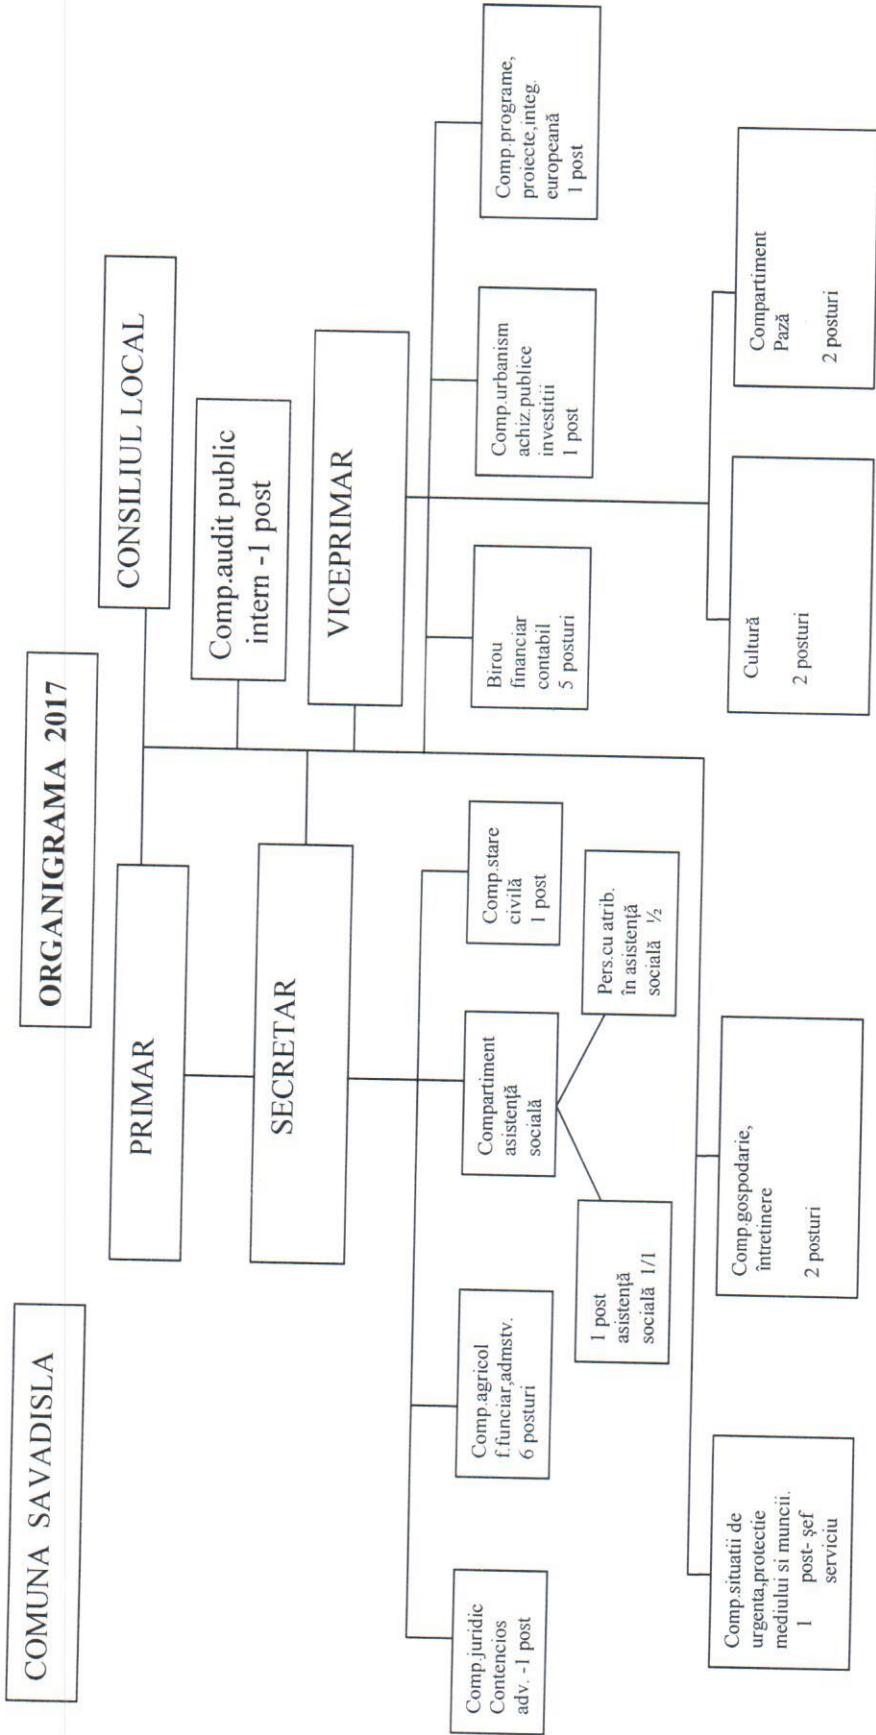 COMUNA SAVADISLA
ORGANIGRAMA 2017
PRIMAR
CONSILIUL LOCAL
Comp.audit public
intern -1 post
SECRETAR
VICEPRIMAR
Comp.juridic
Contencios
adv. -1 post
Comp.agricol
f.funciar,admstv.
6 posturi
Compartiment
asistenţă
socială
Comp.stare
civilă
1 post
Birou
financiar
contabil
5 posturi
Comp.urbanism
achiz.publice
investitii
1 post
Comp.programe,
proiecte,integ.
europeană
1 post
1 post
asistenţă
socială 1/1
Pers.cu atrib.
în asistenţă
socială ½
Comp.situatii de
urgenta,protectie
mediului si muncii.
1 post- şef
serviciu
Comp.gospodarie,
întretinere
2 posturi
Cultură
2 posturi
Compartiment
Pază
2 posturi